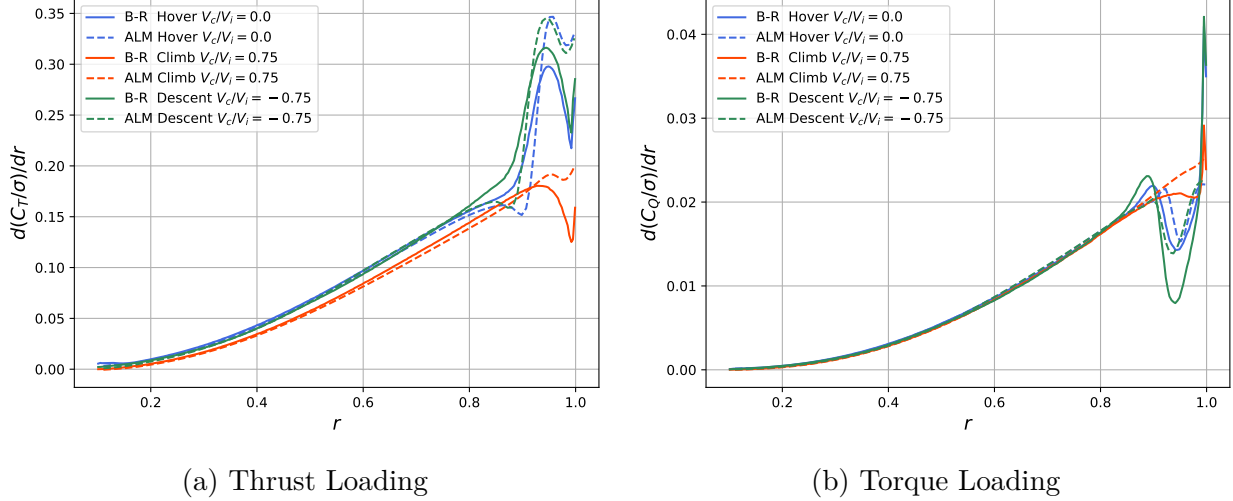 B-R Hover V_c/V_i = 0.0
ALM Hover V_c/V_i = 0.0
B-R Climb V_c/V_i = 0.75
ALM Climb V_c/V_i = 0.75
B-R Descent V_c/V_i = −0.75
ALM Descent V_c/V_i = −0.75
0.35
0.30
0.25
0.20
0.15
0.10
0.05
0.00
d(C_T/σ)/dr
0.2 0.4 0.6 0.8 1.0
r
(a) Thrust Loading
B-R Hover V_c/V_i = 0.0
ALM Hover V_c/V_i = 0.0
B-R Climb V_c/V_i = 0.75
ALM Climb V_c/V_i = 0.75
B-R Descent V_c/V_i = −0.75
ALM Descent V_c/V_i = −0.75
0.04
0.03
0.02
0.01
0.00
d(C_Q/σ)/dr
0.2 0.4 0.6 0.8 1.0
r
(b) Torque Loading